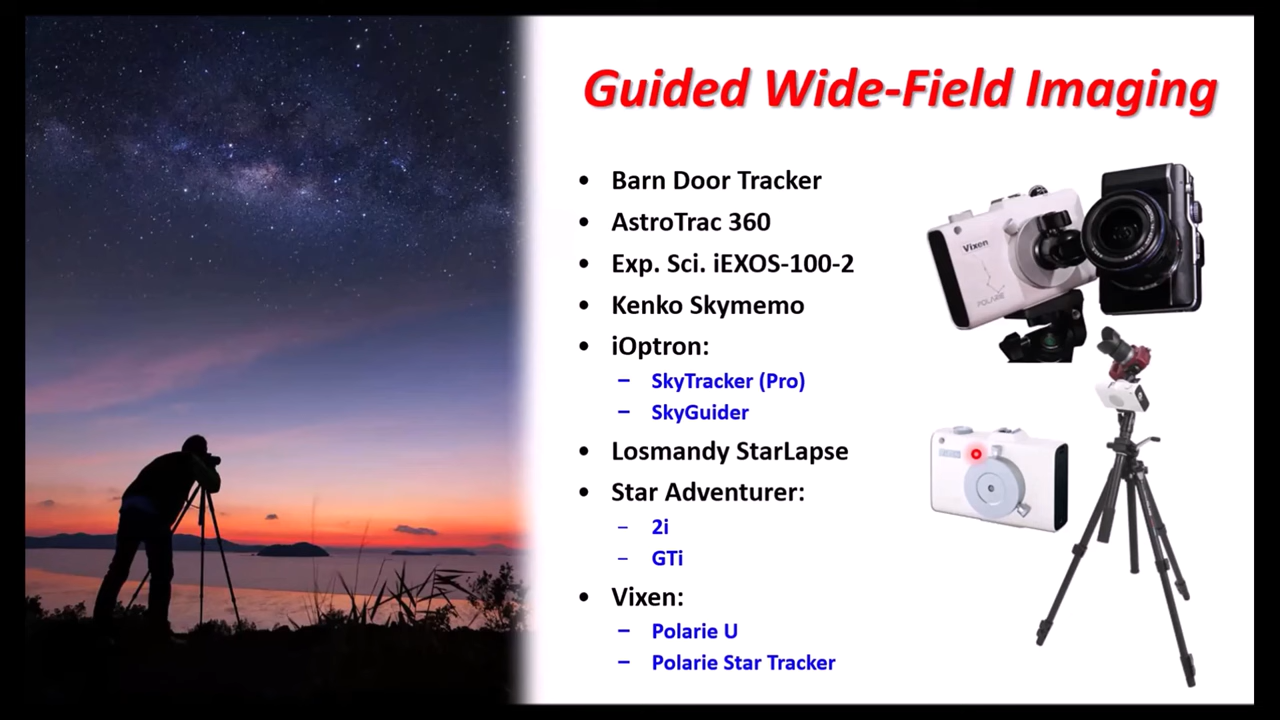 Guided Wide-Field Imaging
• Barn Door Tracker
• AstroTrac 360
• Exp. Sci. iEXOS-100-2
• Kenko Skymemo
• iOptron:
– SkyTracker (Pro)
– SkyGuider
• Losmandy StarLapse
• Star Adventurer:
– 2i
– GTi
• Vixen:
– Polarie U
– Polarie Star Tracker
Vixen
POLARIE